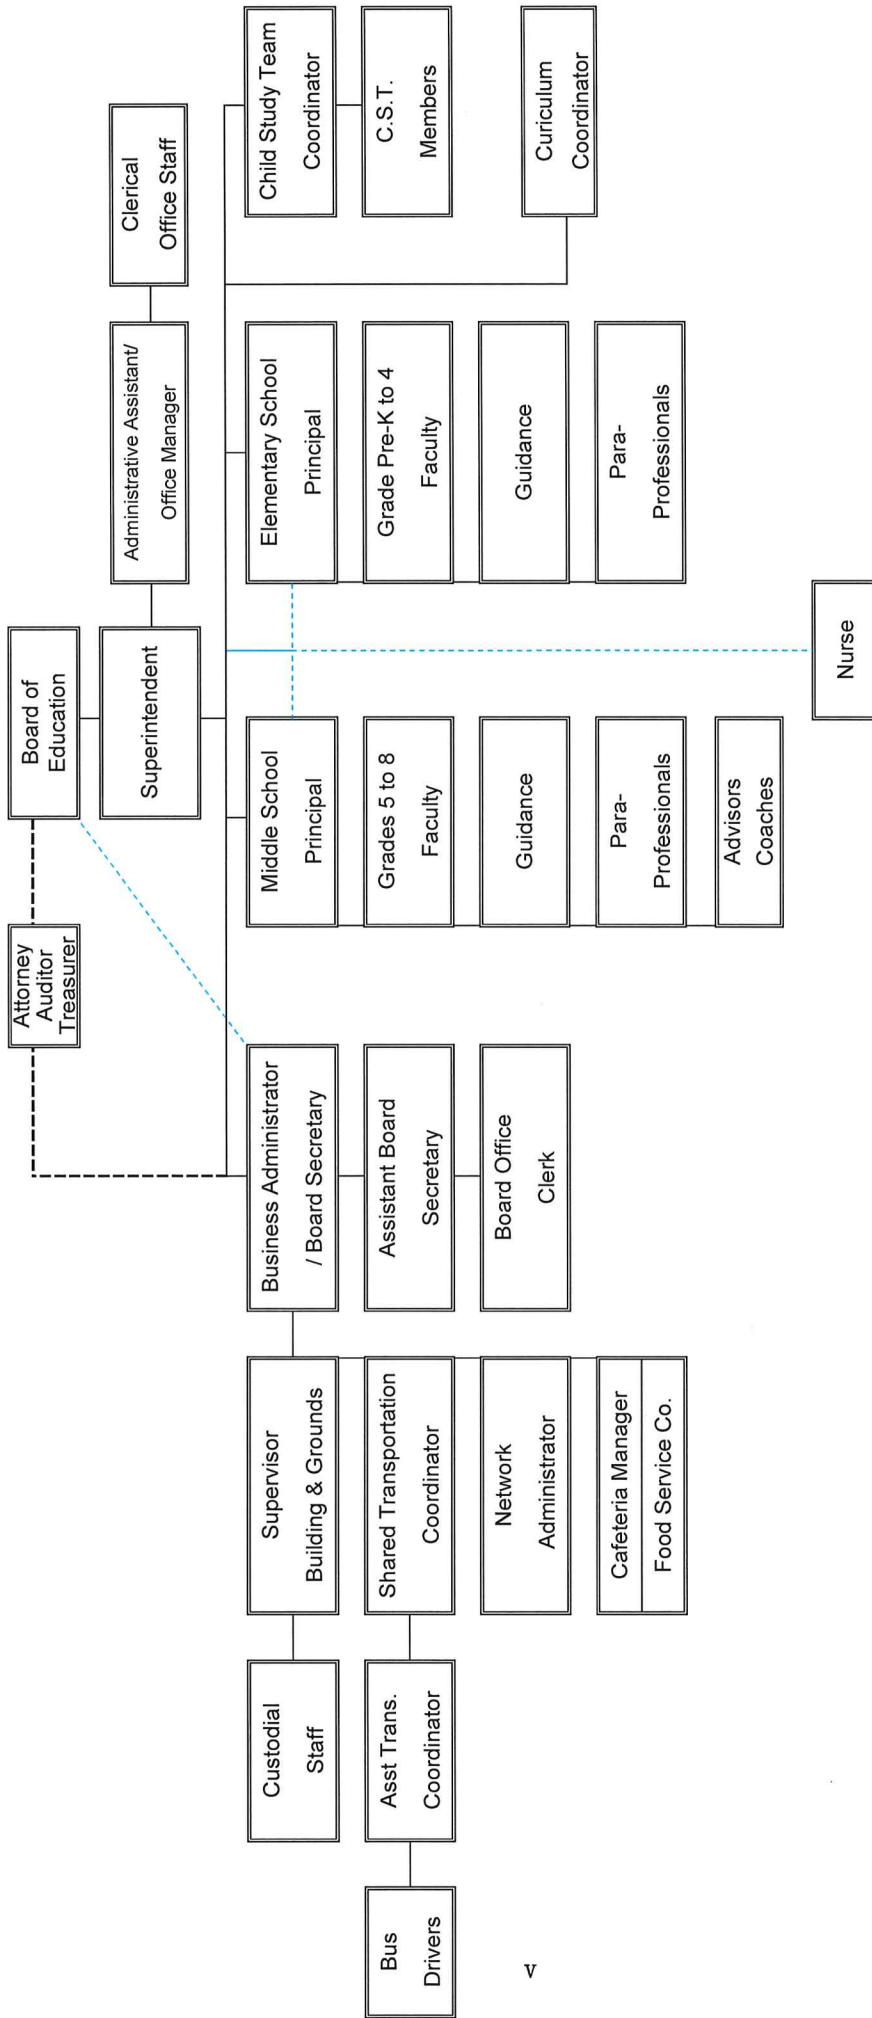 Board of
Education
Attorney
Auditor
Treasurer
Superintendent
Administrative Assistant/
Office Manager
Clerical
Office Staff
Custodial
Staff
Supervisor
Building & Grounds
Business Administrator
/ Board Secretary
Middle School
Principal
Elementary School
Principal
Child Study Team
Coordinator
Bus
Drivers
Asst Trans.
Coordinator
Shared Transportation
Coordinator
Assistant Board
Secretary
Grades 5 to 8
Faculty
Grade Pre-K to 4
Faculty
C.S.T.
Members
Network
Administrator
Board Office
Clerk
Guidance
Guidance
Curiculum
Coordinator
Cafeteria Manager
Food Service Co.
Para-
Professionals
Para-
Professionals
Advisors
Coaches
Nurse
v